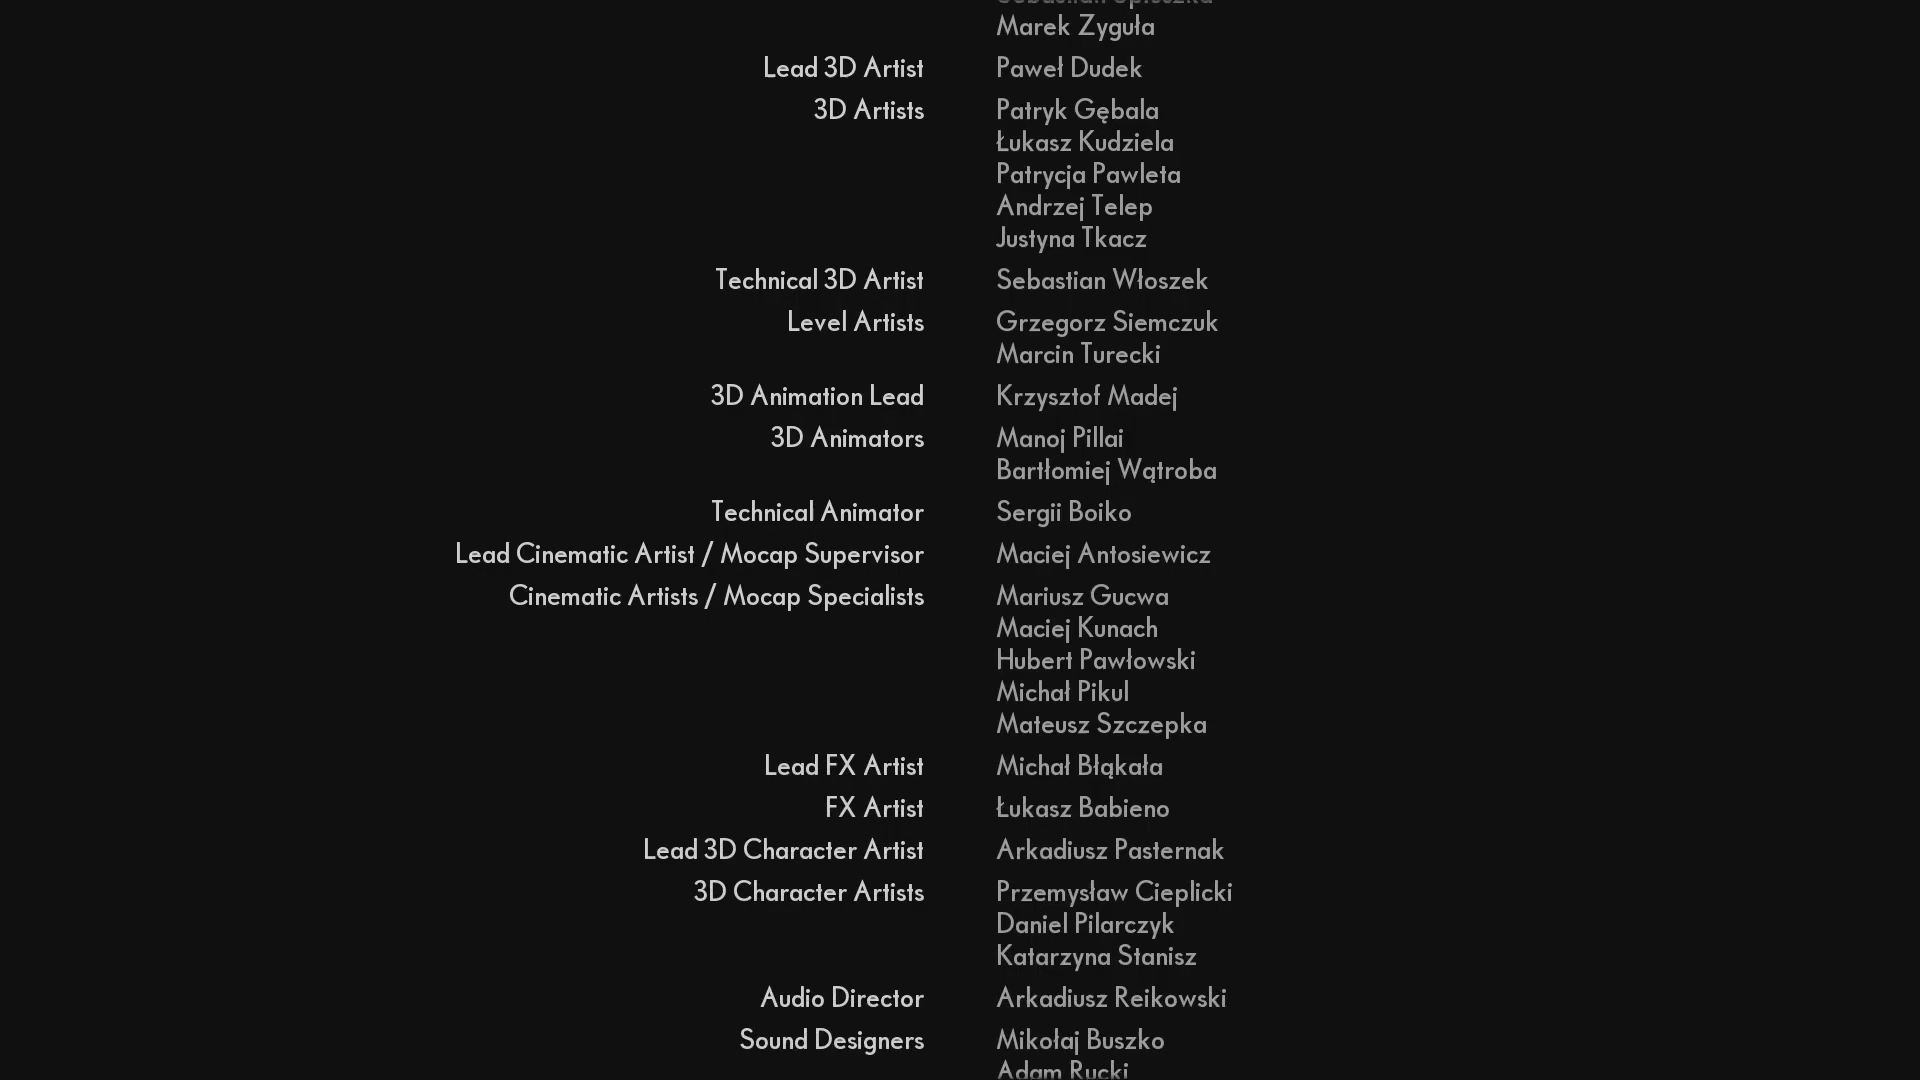 Marek Zyguła
Lead 3D Artist Paweł Dudek
3D Artists Patryk Gębala
Łukasz Kudziela
Patrycja Pawleta
Andrzej Telep
Justyna Tkacz
Technical 3D Artist Sebastian Włoszek
Level Artists Grzegorz Siemczuk
Marcin Turecki
3D Animation Lead Krzysztof Madej
3D Animators Manoj Pillai
Bartłomiej Wątroba
Technical Animator Sergii Boiko
Lead Cinematic Artist / Mocap Supervisor Maciej Antosiewicz
Cinematic Artists / Mocap Specialists Mariusz Gucwa
Maciej Kunach
Hubert Pawłowski
Michał Pikul
Mateusz Szczepka
Lead FX Artist Michał Błąkała
FX Artist Łukasz Babieno
Lead 3D Character Artist Arkadiusz Pasternak
3D Character Artists Przemysław Cieplicki
Daniel Pilarczyk
Katarzyna Stanisz
Audio Director Arkadiusz Reikowski
Sound Designers Mikołaj Buszko
Adam Rucki